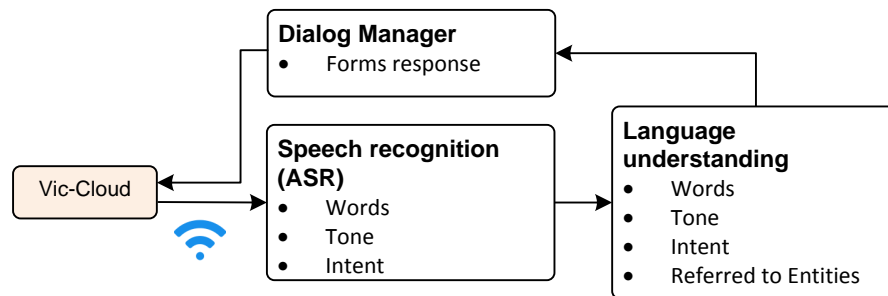 Dialog Manager
• Forms response
Vic-Cloud
Speech recognition
(ASR)
• Words
• Tone
• Intent
Language
understanding
• Words
• Tone
• Intent
• Referred to Entities